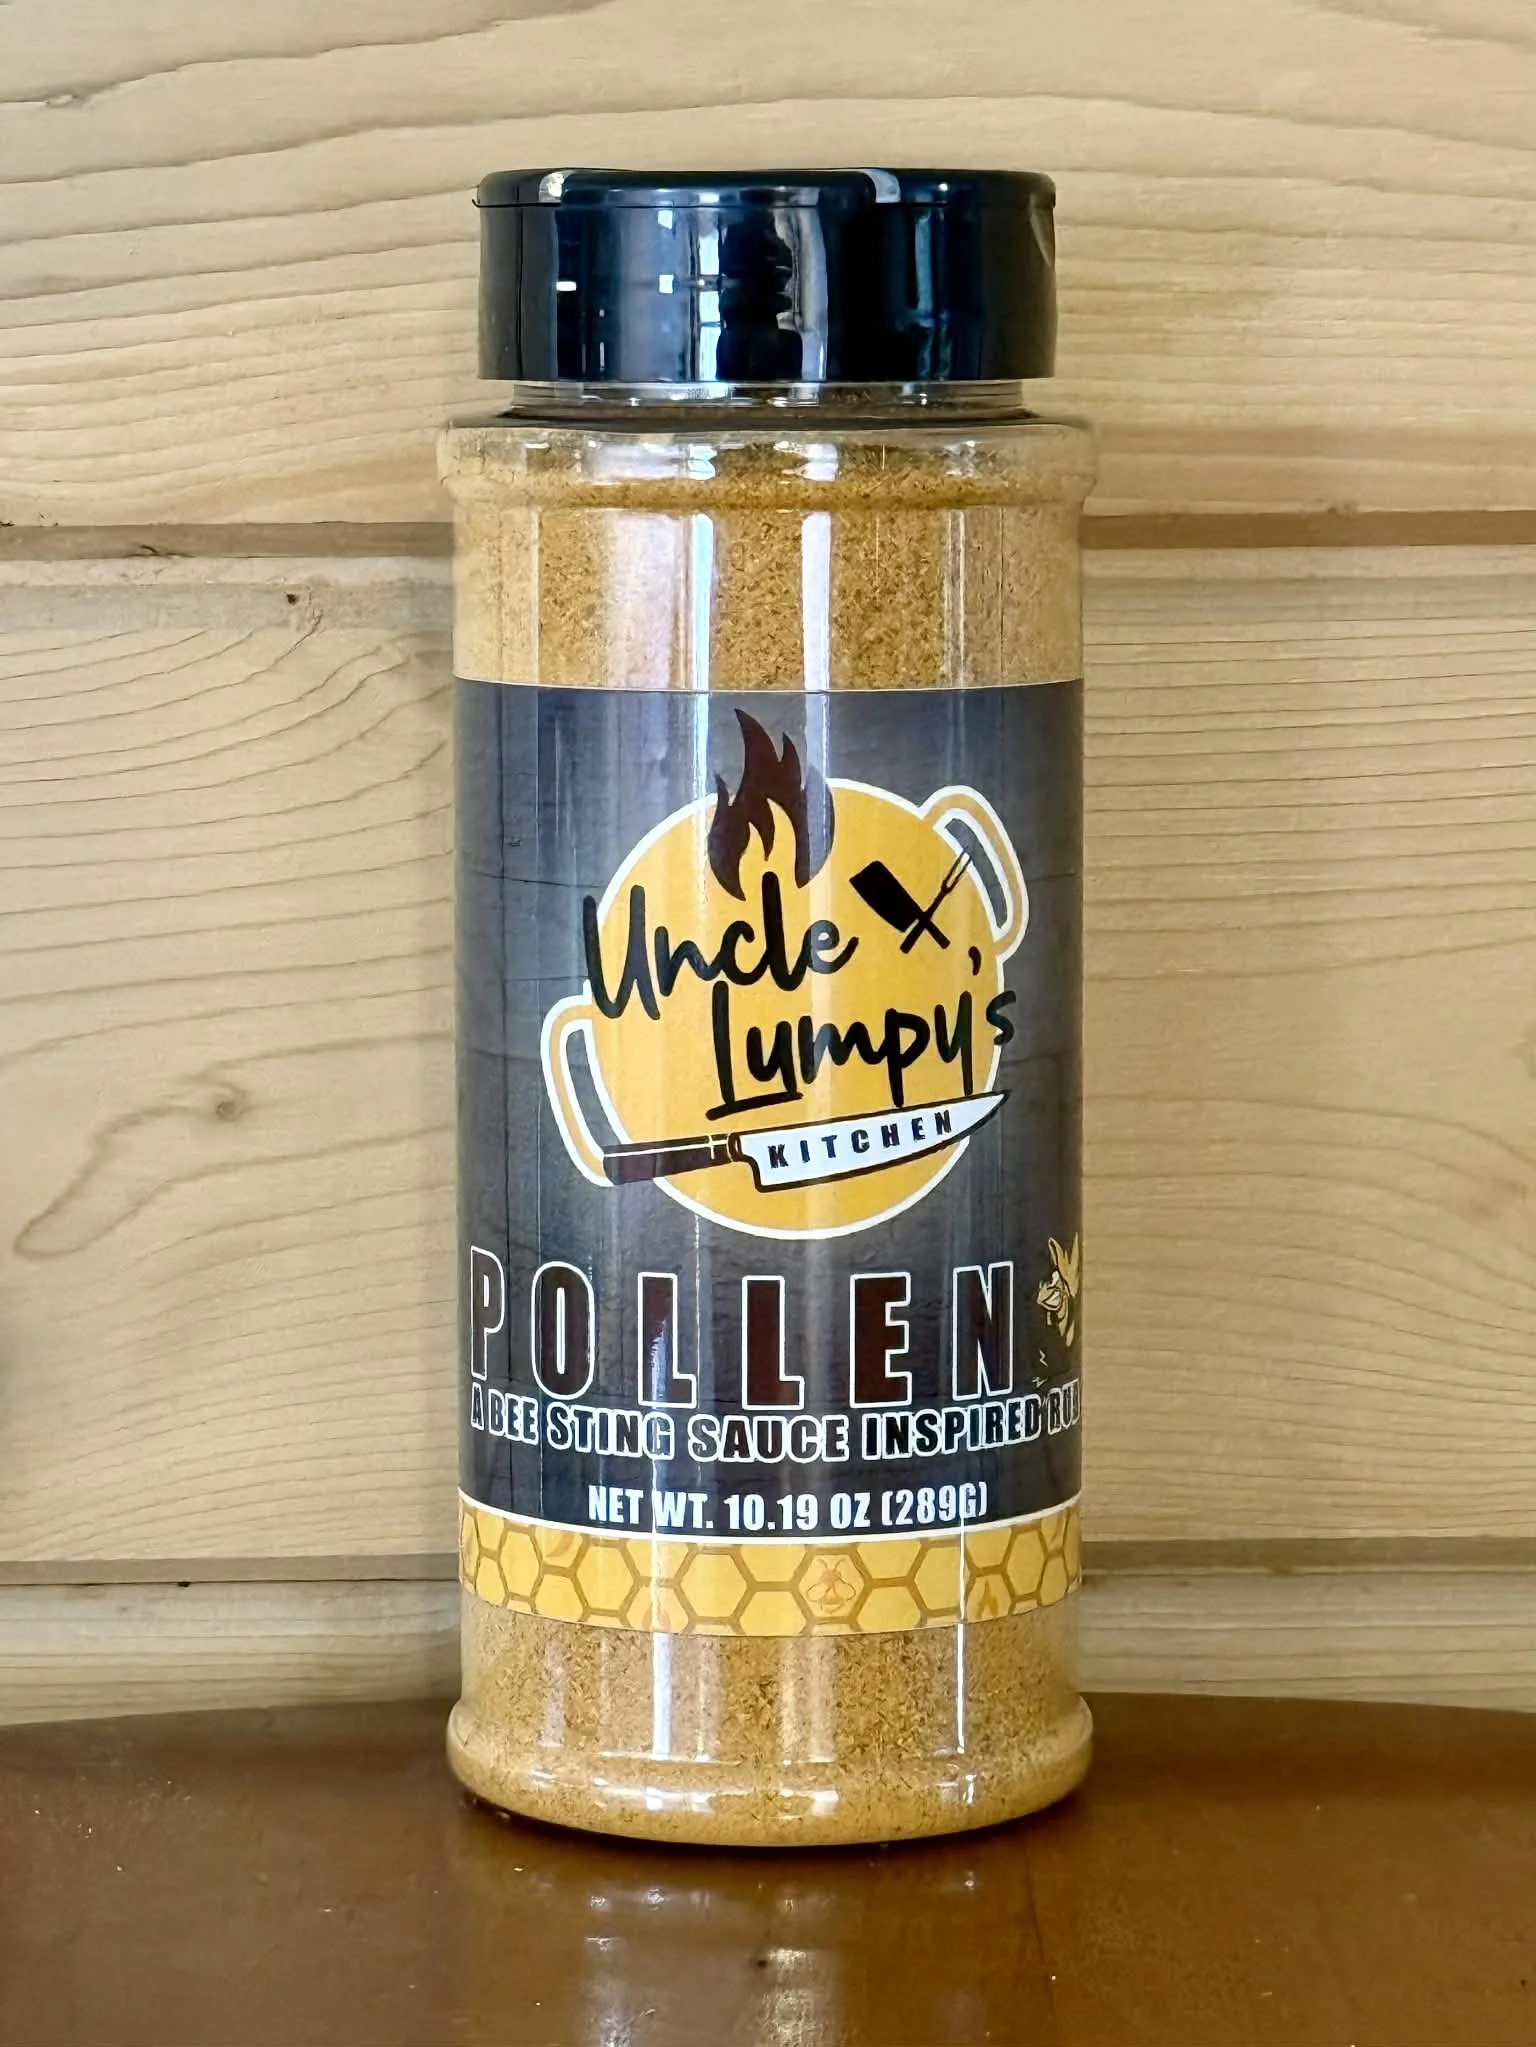 Uncle
Lumpy's
KITCHEN
POLLEN
A BEE STING SAUCE INSPIRED RUB
NET WT. 10.19 OZ (289G)